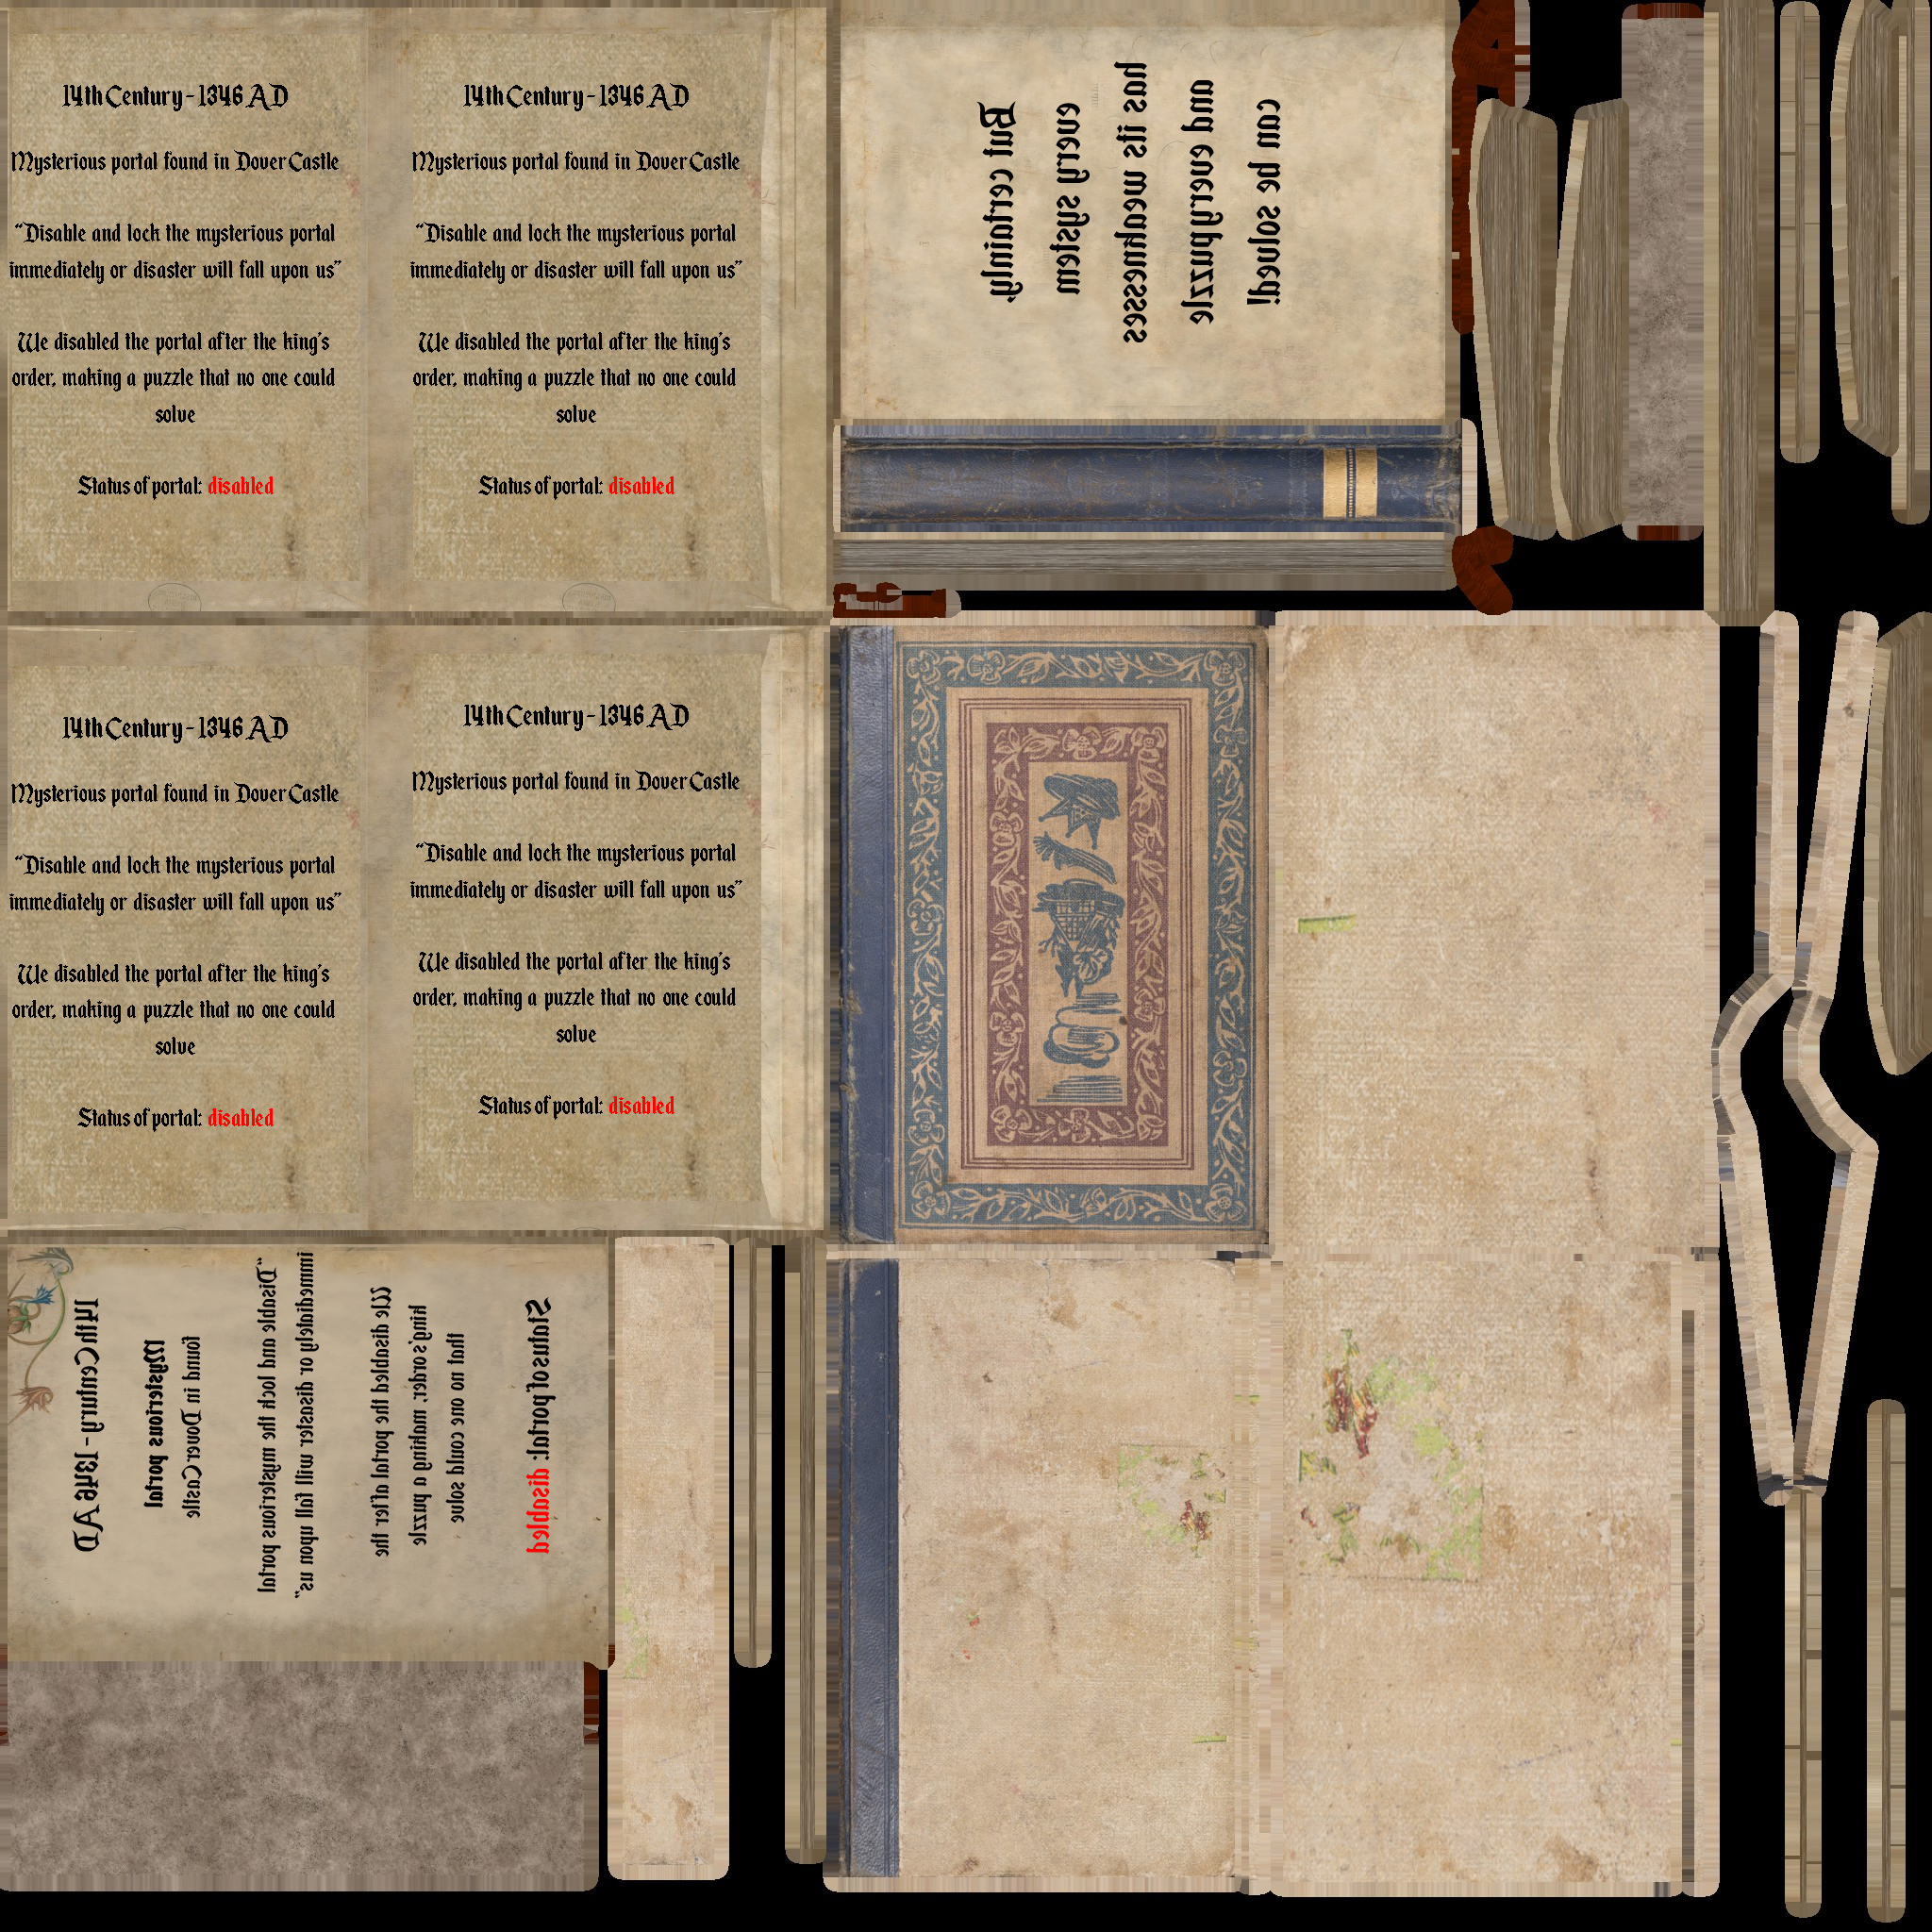 14th Century - 1346 AD
Mysterious portal found in Dover Castle
“Disable and lock the mysterious portal
immediately or disaster will fall upon us”
We disabled the portal after the king's
order, making a puzzle that no one could
solve
Status of portal: disabled
14th Century - 1346 AD
Mysterious portal found in Dover Castle
“Disable and lock the mysterious portal
immediately or disaster will fall upon us”
We disabled the portal after the king's
order, making a puzzle that no one could
solve
Status of portal: disabled
But certainly,
every system
has its weaknesses
and every puzzle
can be solved!
14th Century - 1346 AD
Mysterious portal found in Dover Castle
“Disable and lock the mysterious portal
immediately or disaster will fall upon us”
We disabled the portal after the king's
order, making a puzzle that no one could
solve
Status of portal: disabled
14th Century - 1346 AD
Mysterious portal found in Dover Castle
“Disable and lock the mysterious portal
immediately or disaster will fall upon us”
We disabled the portal after the king's
order, making a puzzle that no one could
solve
Status of portal: disabled
14th Century - 1346 AD
Mysterious portal
found in Dover Castle
“Disable and lock the mysterious portal
immediately or disaster will fall upon us”
We disabled the portal after the
king's order, making a puzzle
that no one could solve
Status of portal: disabled